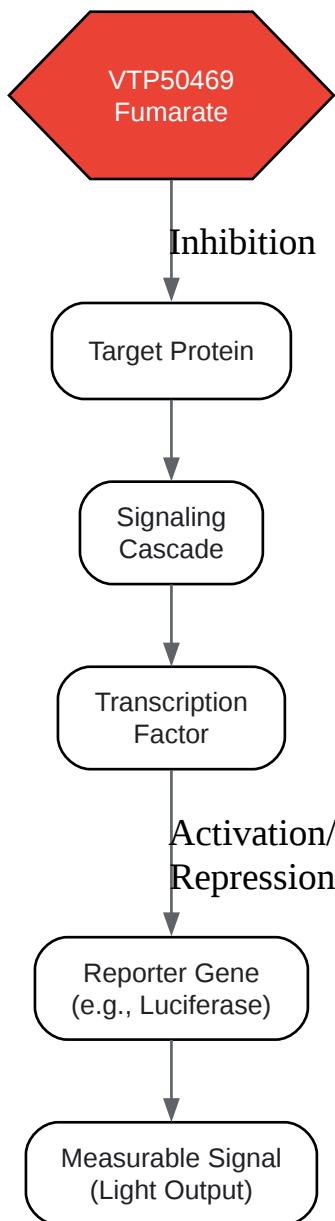 VTP50469
Fumarate
Inhibition
Target Protein
Signaling
Cascade
Transcription
Factor
Activation/
Repression
Reporter Gene
(e.g., Luciferase)
Measurable Signal
(Light Output)